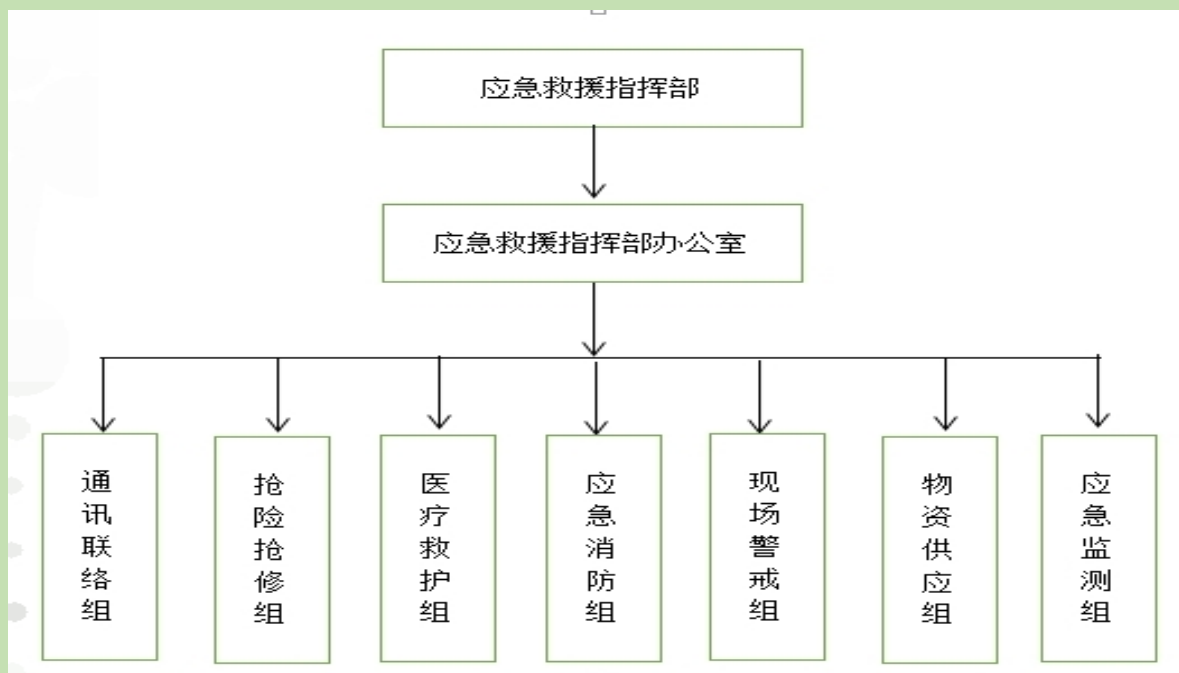 应急救援指挥部
应急救援指挥部办公室
通讯联络组
抢险抢修组
医疗救护组
应急消防组
现场警戒组
物资供应组
应急监测组